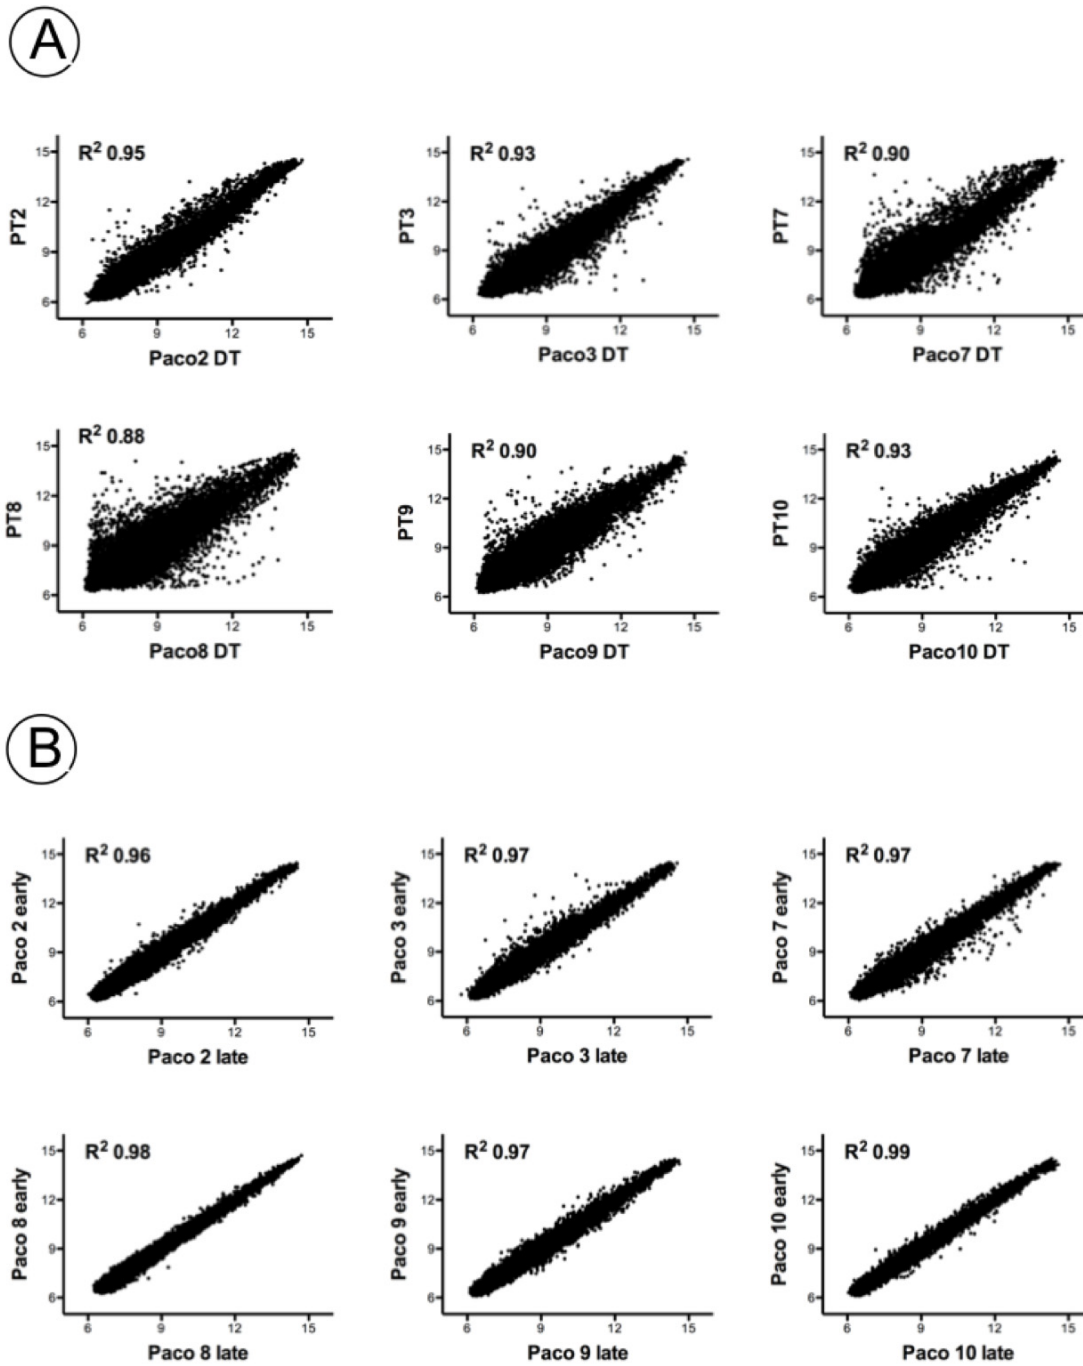 A
R² 0.95
15
12
9
6
PT2
6 9 12 15
Paco2 DT
R² 0.93
15
12
9
6
PT3
6 9 12 15
Paco3 DT
R² 0.90
15
12
9
6
PT7
6 9 12 15
Paco7 DT
R² 0.88
15
12
9
6
PT8
6 9 12 15
Paco8 DT
R² 0.90
15
12
9
6
PT9
6 9 12 15
Paco9 DT
R² 0.93
15
12
9
6
PT10
6 9 12 15
Paco10 DT
B
R² 0.96
15
12
9
6
Paco 2 early
6 9 12 15
Paco 2 late
R² 0.97
15
12
9
6
Paco 3 early
6 9 12 15
Paco 3 late
R² 0.97
15
12
9
6
Paco 7 early
6 9 12 15
Paco 7 late
R² 0.98
15
12
9
6
Paco 8 early
6 9 12 15
Paco 8 late
R² 0.97
15
12
9
6
Paco 9 early
6 9 12 15
Paco 9 late
R² 0.99
15
12
9
6
Paco 10 early
6 9 12 15
Paco 10 late